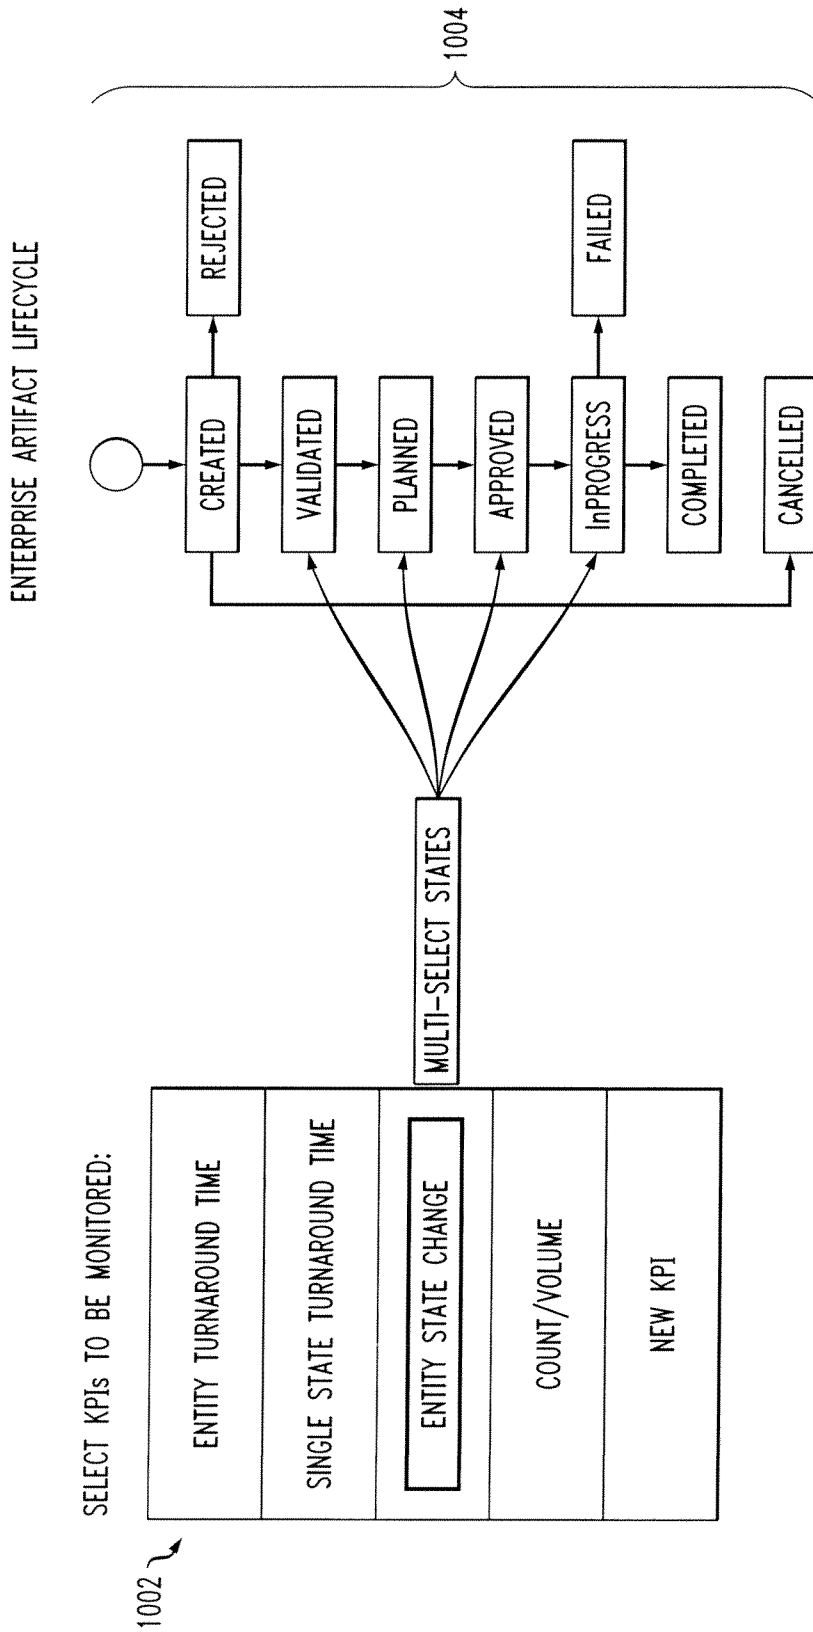 1002
SELECT KPIs TO BE MONITORED:
ENTITY TURNAROUND TIME
SINGLE STATE TURNAROUND TIME
ENTITY STATE CHANGE
COUNT/VOLUME
NEW KPI
MULTI-SELECT STATES
ENTERPRISE ARTIFACT LIFECYCLE
CREATED
REJECTED
VALIDATED
PLANNED
APPROVED
InPROGRESS
FAILED
COMPLETED
CANCELLED
1004